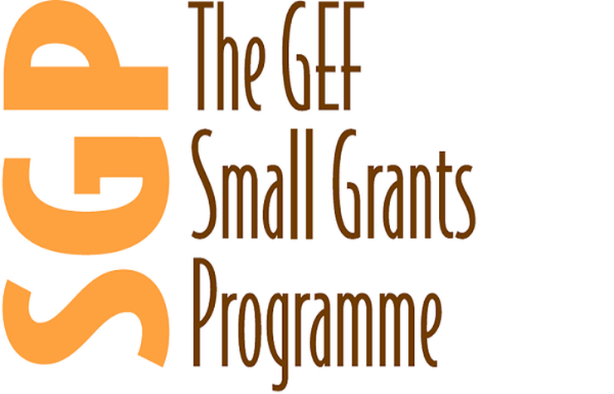 SGP
The GEF
Small Grants
Programme